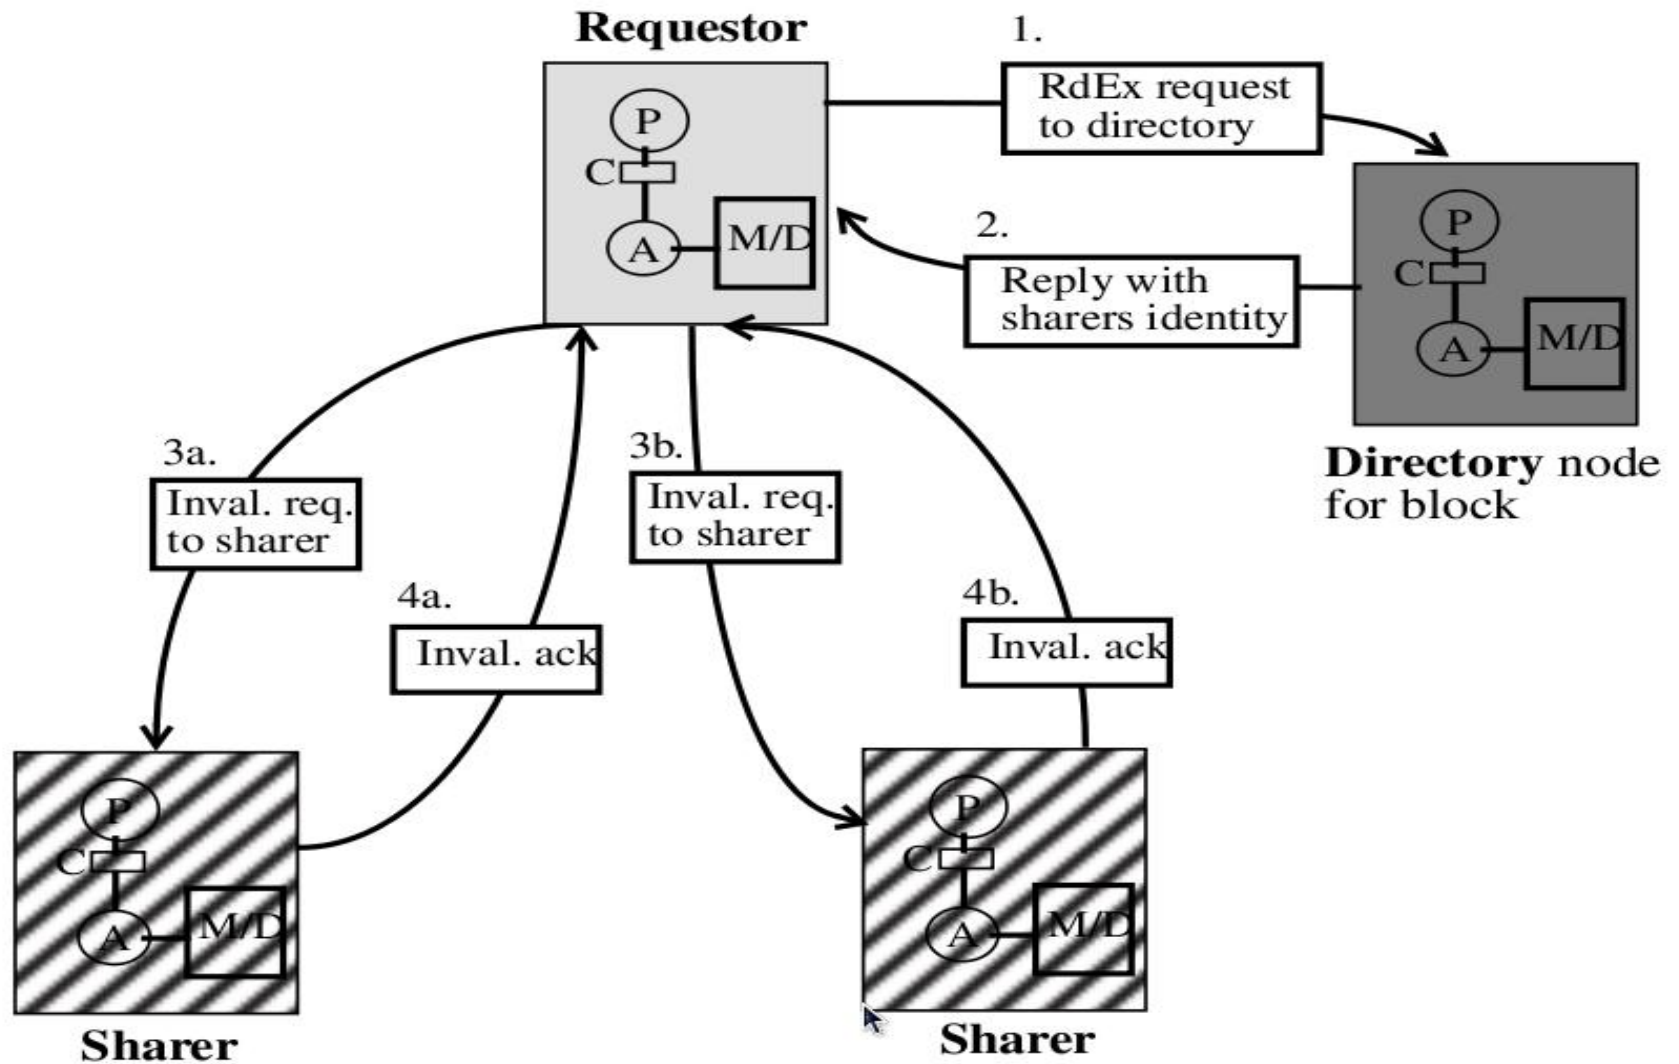 Requestor
1.
RdEx request
to directory
P
C
A
M/D
2.
Reply with
sharers identity
P
C
A
M/D
Directory node
for block
3a.
Inval. req.
to sharer
3b.
Inval. req.
to sharer
4a.
Inval. ack
4b.
Inval. ack
P
C
A
M/D
Sharer
P
C
A
M/D
Sharer